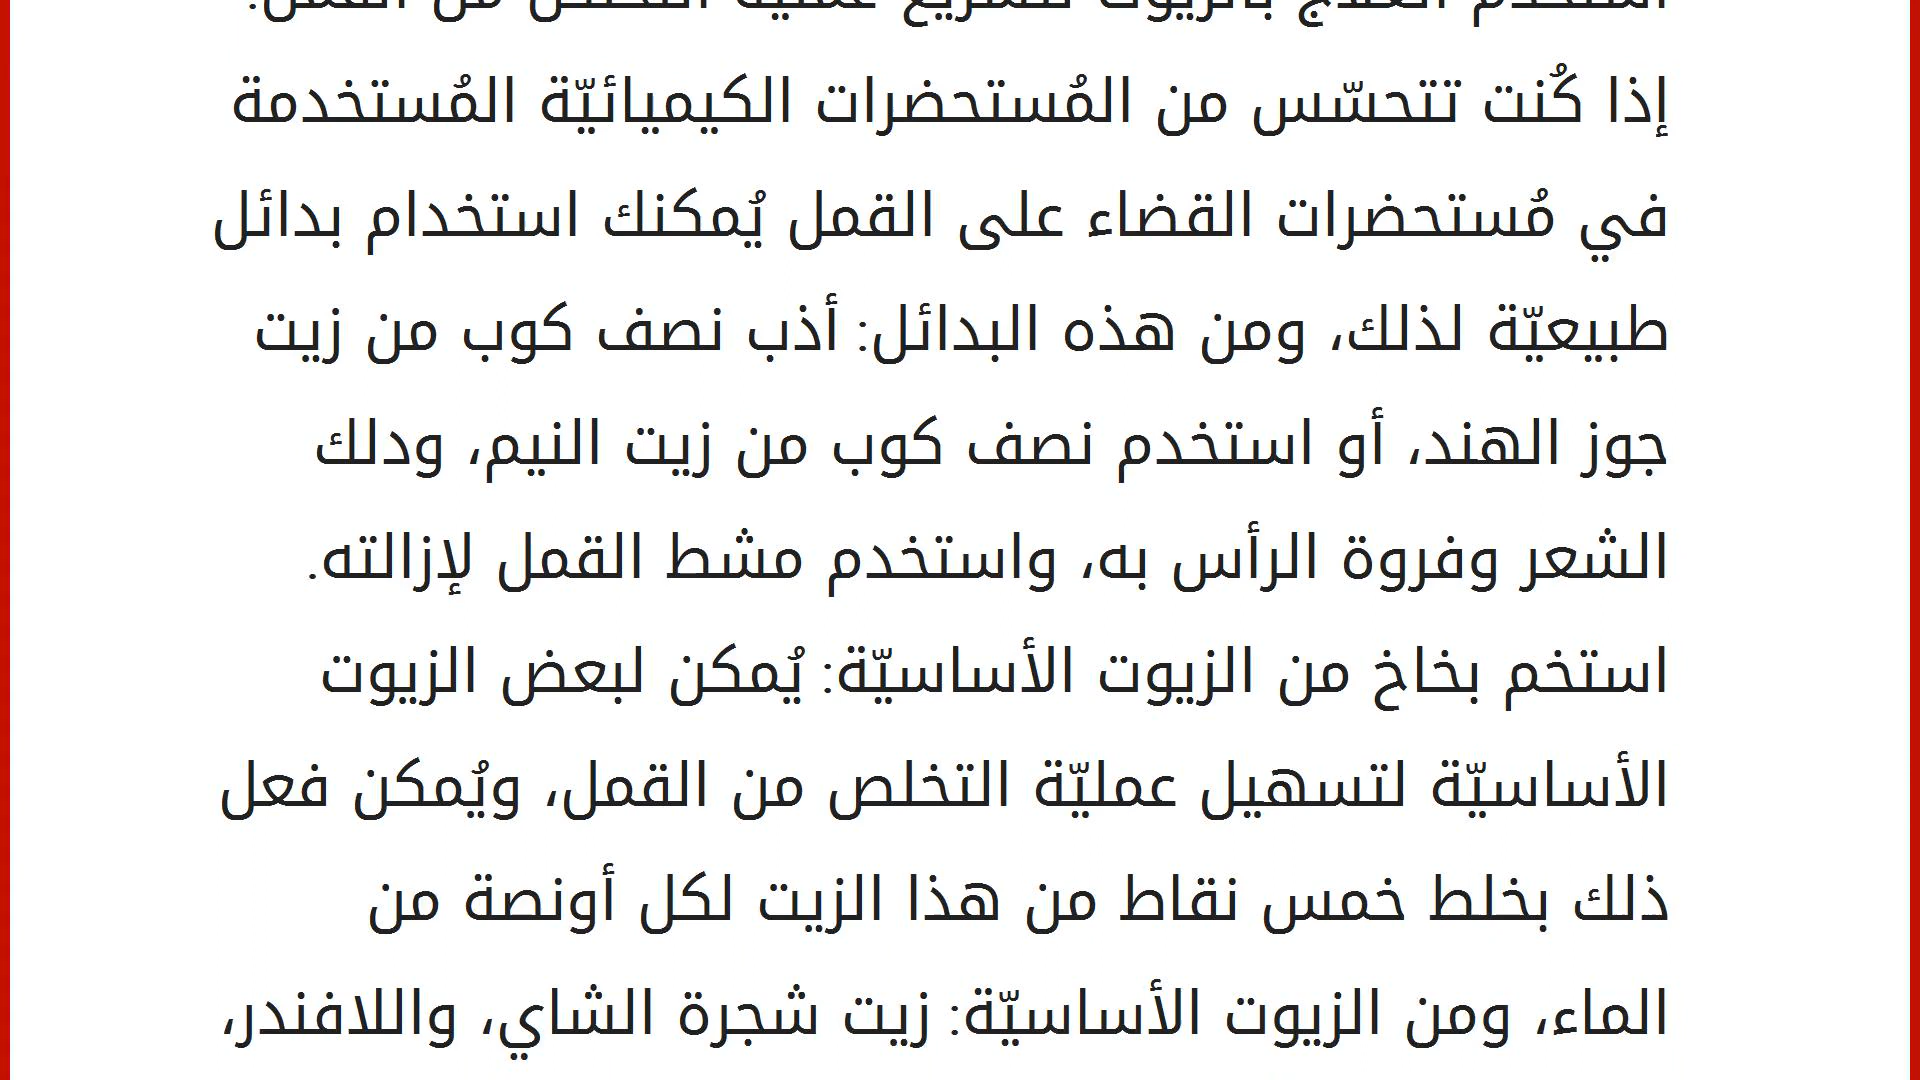 إذا كُنت تتحسّس من المُستحضرات الكيميائيّة المُستخدمة
في مُستحضرات القضاء على القمل يُمكنك استخدام بدائل
طبيعيّة لذلك، ومن هذه البدائل: أذب نصف كوب من زيت
جوز الهند، أو استخدم نصف كوب من زيت النيم، ودلك
الشعر وفروة الرأس به، واستخدم مشط القمل لإزالته.
استخم بخاخ من الزيوت الأساسيّة: يُمكن لبعض الزيوت
الأساسيّة لتسهيل عمليّة التخلص من القمل، ويُمكن فعل
ذلك بخلط خمس نقاط من هذا الزيت لكل أونصة من
الماء، ومن الزيوت الأساسيّة: زيت شجرة الشاي، واللافندر،